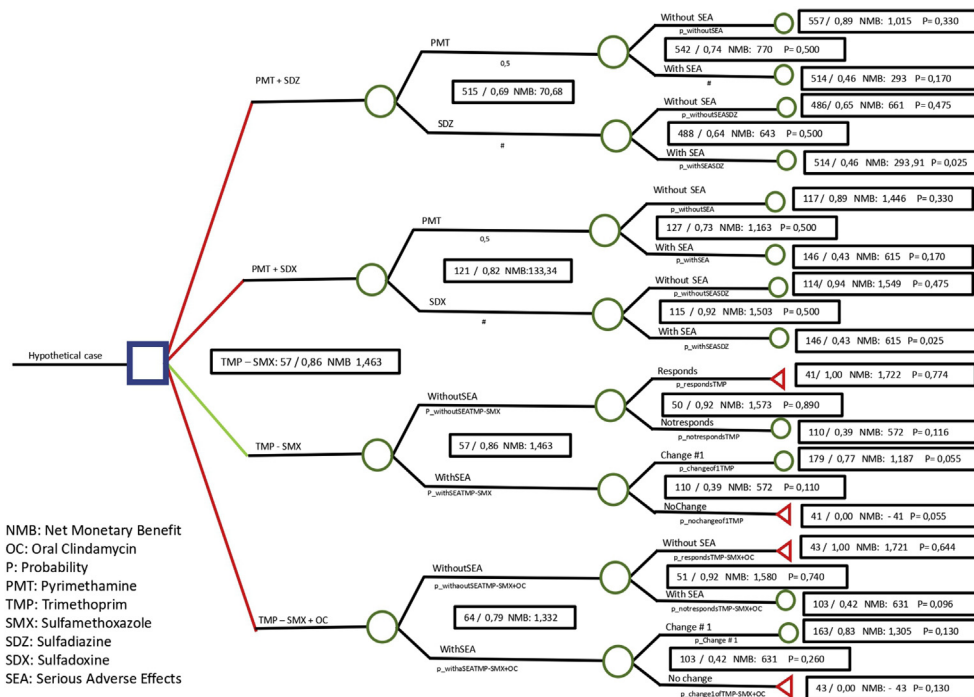 Without SEA
p_withoutSEA
557/ 0,89 NMB: 1,015 P= 0,330
PMT
0,5
542 / 0,74 NMB: 770 P= 0,500
With SEA
#
514 / 0,46 NMB: 293 P= 0,170
PMT + SDZ
515 / 0,69 NMB: 70,68
Without SEA
p_withoutSEASDZ
486/ 0,65 NMB: 661 P= 0,475
SDZ
#
488 / 0,64 NMB: 643 P= 0,500
With SEA
p_withSEASDZ
514 / 0,46 NMB: 293,91 P= 0,025
Without SEA
p_withoutSEA
117/ 0,89 NMB: 1,446 P= 0,330
PMT
0,5
127 / 0,73 NMB: 1,163 P= 0,500
With SEA
p_withSEA
146 / 0,43 NMB: 615 P= 0,170
PMT + SDX
121 / 0,82 NMB:133,34
Without SEA
p_withoutSEASDZ
114/ 0,94 NMB: 1,549 P= 0,475
SDX
#
115 / 0,92 NMB: 1,503 P= 0,500
With SEA
p_withSEASDZ
146 / 0,43 NMB: 615 P= 0,025
Hypothetical case
TMP – SMX: 57 / 0,86 NMB 1,463
Responds
p_respondsTMP
41/ 1,00 NMB: 1,722 P= 0,774
WithoutSEA
P_withoutSEATMP-SMX
50 / 0,92 NMB: 1,573 P= 0,890
Notresponds
p_notrespondsTMP
110/ 0,39 NMB: 572 P= 0,116
TMP - SMX
57 / 0,86 NMB: 1,463
Change #1
p_changeof1TMP
179 / 0,77 NMB: 1,187 P= 0,055
WithSEA
P_withSEATMP-SMX
110 / 0,39 NMB: 572 P= 0,110
NoChange
p_nochangeof1TMP
41 / 0,00 NMB: - 41 P= 0,055
Without SEA
p_respondsTMP-SMX+OC
43/ 1,00 NMB: 1,721 P= 0,644
WithoutSEA
p_withaoutSEATMP-SMX+OC
51 / 0,92 NMB: 1,580 P= 0,740
With SEA
p_notrespondsTMP-SMX+OC
103/ 0,42 NMB: 631 P= 0,096
TMP – SMX + OC
64 / 0,79 NMB: 1,332
Change # 1
p_Change # 1
163/ 0,83 NMB: 1,305 P= 0,130
WithSEA
p_withaSEATMP-SMX+OC
103 / 0,42 NMB: 631 P= 0,260
No change
p_change1ofTMP-SMX+OC
43/ 0,00 NMB: - 43 P= 0,130
NMB: Net Monetary Benefit
OC: Oral Clindamycin
P: Probability
PMT: Pyrimethamine
TMP: Trimethoprim
SMX: Sulfamethoxazole
SDZ: Sulfadiazine
SDX: Sulfadoxine
SEA: Serious Adverse Effects